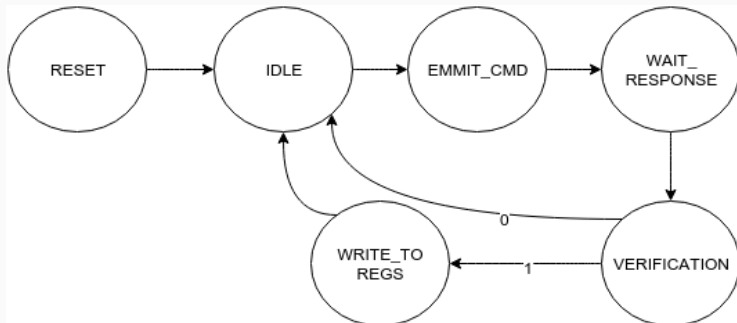 RESET
IDLE
EMMIT_CMD
WAIT_
RESPONSE
0
WRITE_TO
REGS
1
VERIFICATION